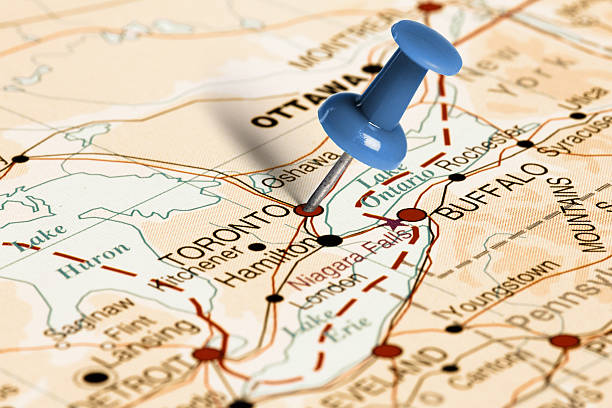 MONTREAL
New
York
OTTAWA
Utica
Syracuse
Rochester
Oshawa
Lake
Ontario
BUFFALO
TORONTO
Lake
Huron
Kitchener
Hamilton
Niagara Falls
MOUNTAINS
London
Lake
Erie
Youngstown
Pennsylv
Saginaw
Flint
Lansing
DETROIT
CLEVELAND
Canton